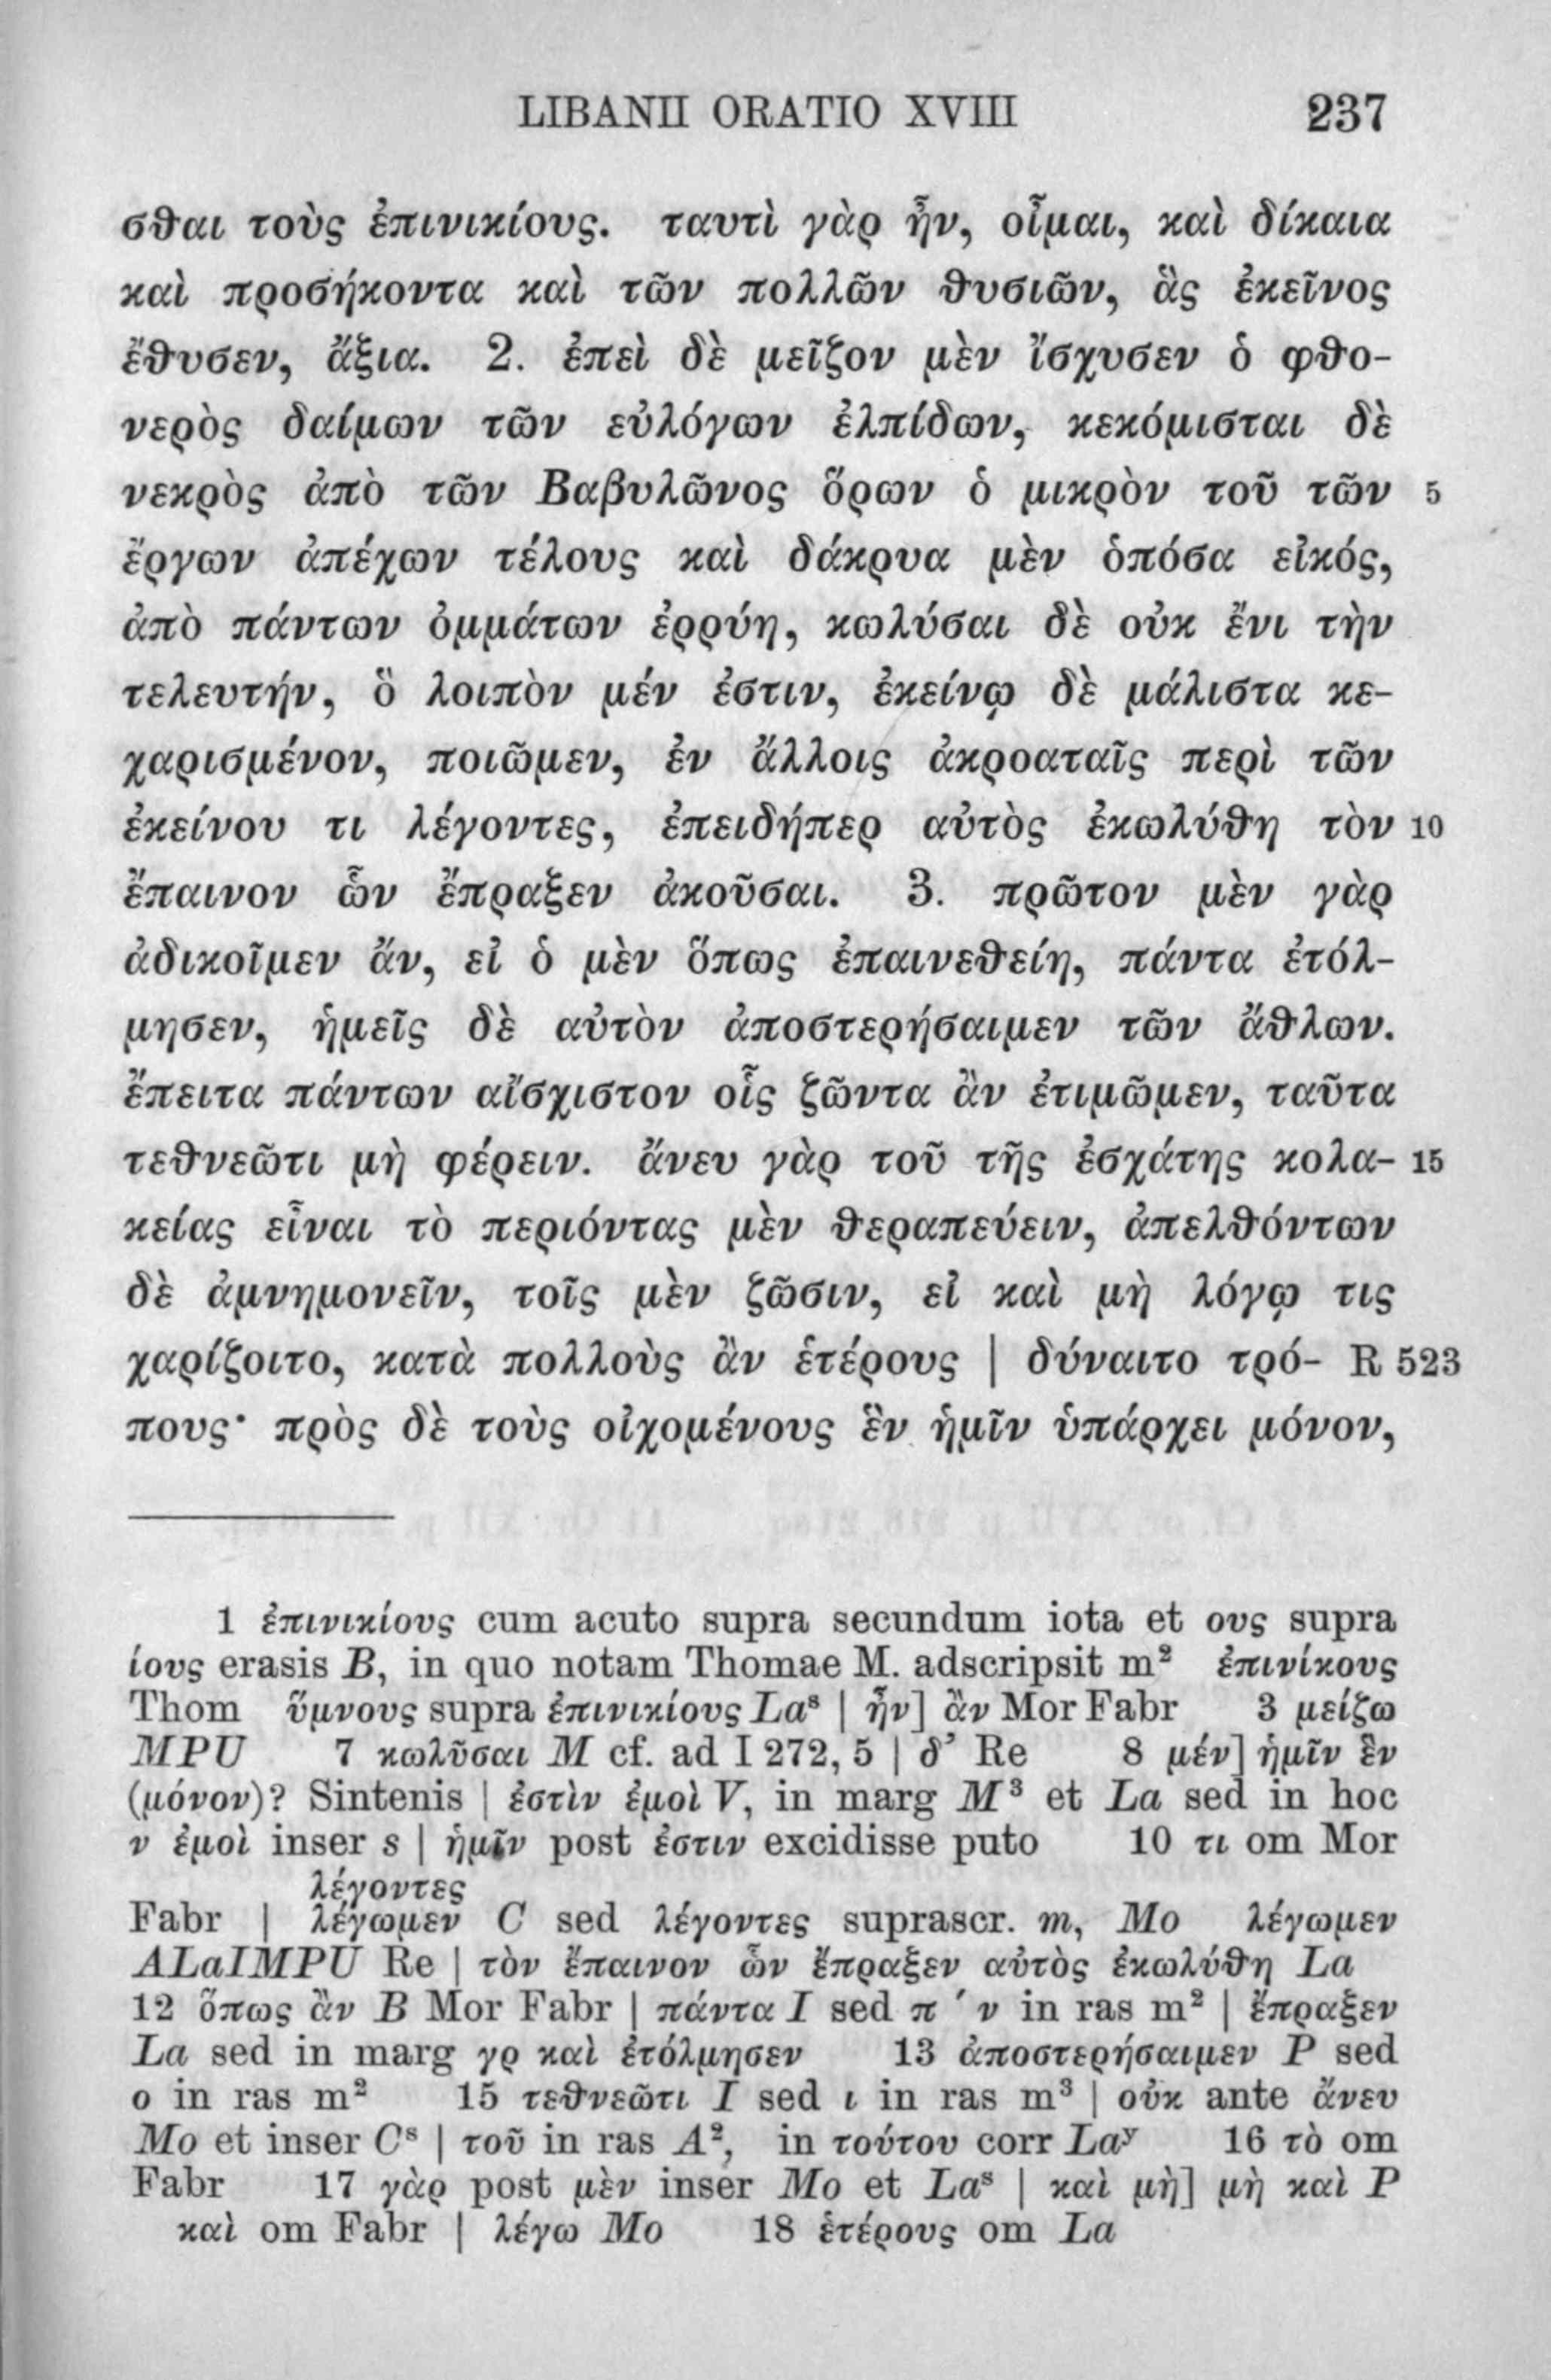 LIBANII ORATIO XVIII 237
σθαι τοὺς ἐπινικίους. ταυτὶ γὰρ ἦν, οἶμαι, καὶ δίκαια
καὶ προσήκοντα καὶ τῶν πολλῶν θυσιῶν, ἃς ἐκεῖνος
ἔθυσεν, ἄξια. 2. ἐπεὶ δὲ μεῖζον μὲν ἴσχυσεν ὁ φθο-
νερὸς δαίμων τῶν εὐλόγων ἐλπίδων, κεκόμισται δὲ
νεκρὸς ἀπὸ τῶν Βαβυλῶνος ὅρων ὁ μικρὸν τοῦ τῶν 5
ἔργων ἀπέχων τέλους καὶ δάκρυα μὲν ὁπόσα εἰκός,
ἀπὸ πάντων ὀμμάτων ἐρρύη, κωλύσαι δὲ οὐκ ἔνι τὴν
τελευτήν, ὃ λοιπὸν μέν ἐστιν, ἐκείνῳ δὲ μάλιστα κε-
χαρισμένον, ποιῶμεν, ἐν ἄλλοις ἀκροαταῖς περὶ τῶν
ἐκείνου τι λέγοντες, ἐπειδήπερ αὐτὸς ἐκωλύθη τὸν 10
ἔπαινον ὧν ἔπραξεν ἀκοῦσαι. 3. πρῶτον μὲν γὰρ
ἀδικοῖμεν ἄν, εἰ ὁ μὲν ὅπως ἐπαινεθείη, πάντα ἐτόλ-
μησεν, ἡμεῖς δὲ αὐτὸν ἀποστερήσαιμεν τῶν ἄθλων.
ἔπειτα πάντων αἴσχιστον οἷς ζῶντα ἂν ἐτιμῶμεν, ταῦτα
τεθνεῶτι μὴ φέρειν. ἄνευ γὰρ τοῦ τῆς ἐσχάτης κολα- 15
κείας εἶναι τὸ περιόντας μὲν θεραπεύειν, ἀπελθόντων
δὲ ἀμνημονεῖν, τοῖς μὲν ζῶσιν, εἰ καὶ μὴ λόγῳ τις
χαρίζοιτο, κατὰ πολλοὺς ἂν ἑτέρους | δύναιτο τρό- R 523
πους· πρὸς δὲ τοὺς οἰχομένους ἓν ἡμῖν ὑπάρχει μόνον,
1 ἐπινικίους cum acuto supra secundum iota et ους supra
ίους erasis B, in quo notam Thomae M. adscripsit m² ἐπινίκους
Thom ὕμνους supra ἐπινικίους Laˢ | ἦν] ἂν Mor Fabr 3 μείζω
MPU 7 κωλῦσαι M cf. ad I 272, 5 | δ’ Re 8 μέν] ἡμῖν ἓν
(μόνον)? Sintenis | ἐστὶν ἐμοὶ V, in marg M³ et La sed in hoc
ν ἐμοὶ inser s | ἡμῖν post ἐστιν excidisse puto 10 τι om Mor
λέγοντες
Fabr | λέγωμεν C sed λέγοντες suprascr. m, Mo λέγωμεν
ALaIMPU Re | τὸν ἔπαινον ὧν ἔπραξεν αὐτὸς ἐκωλύθη La
12 ὅπως ἂν B Mor Fabr | πάντα I sed π ´ ν in ras m² | ἔπραξεν
La sed in marg γρ καὶ ἐτόλμησεν 13 ἀποστερήσαιμεν P sed
ο in ras m² 15 τεθνεῶτι I sed ι in ras m³ | οὐκ ante ἄνευ
Mo et inser Cˢ | τοῦ in ras A², in τούτου corr Laʸ 16 τὸ om
Fabr 17 γὰρ post μὲν inser Mo et Laˢ | καὶ μὴ] μὴ καὶ P
καὶ om Fabr | λέγω Mo 18 ἑτέρους om La